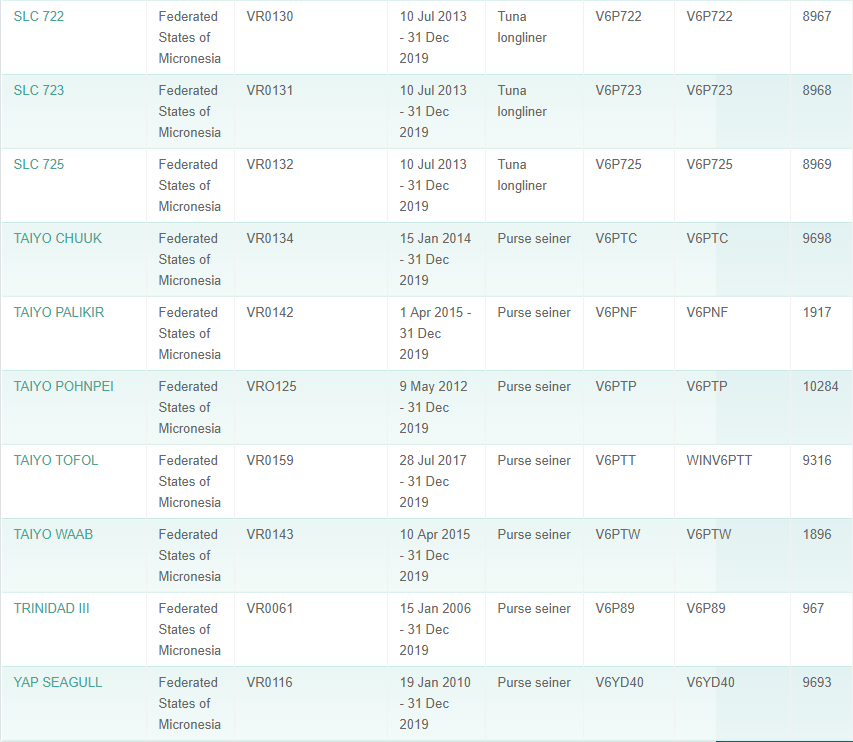 SLC 722 Federated VR0130 10 Jul 2013 Tuna V6P722 V6P722 8967
States of - 31 Dec longliner
Micronesia 2019
SLC 723 Federated VR0131 10 Jul 2013 Tuna V6P723 V6P723 8968
States of - 31 Dec longliner
Micronesia 2019
SLC 725 Federated VR0132 10 Jul 2013 Tuna V6P725 V6P725 8969
States of - 31 Dec longliner
Micronesia 2019
TAIYO CHUUK Federated VR0134 15 Jan 2014 Purse seiner V6PTC V6PTC 9698
States of - 31 Dec
Micronesia 2019
TAIYO PALIKIR Federated VR0142 1 Apr 2015 - Purse seiner V6PNF V6PNF 1917
States of 31 Dec
Micronesia 2019
TAIYO POHNPEI Federated VRO125 9 May 2012 Purse seiner V6PTP V6PTP 10284
States of - 31 Dec
Micronesia 2019
TAIYO TOFOL Federated VR0159 28 Jul 2017 Purse seiner V6PTT WINV6PTT 9316
States of - 31 Dec
Micronesia 2019
TAIYO WAAB Federated VR0143 10 Apr 2015 Purse seiner V6PTW V6PTW 1896
States of - 31 Dec
Micronesia 2019
TRINIDAD III Federated VR0061 15 Jan 2006 Purse seiner V6P89 V6P89 967
States of - 31 Dec
Micronesia 2019
YAP SEAGULL Federated VR0116 19 Jan 2010 Purse seiner V6YD40 V6YD40 9693
States of - 31 Dec
Micronesia 2019